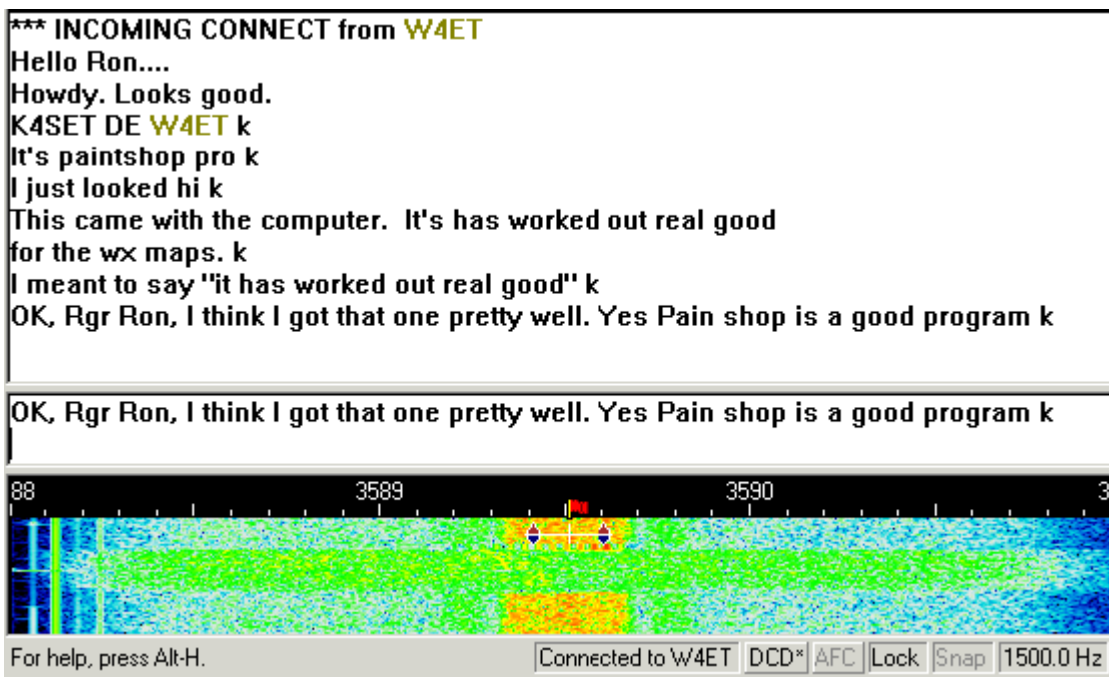 *** INCOMING CONNECT from W4ET
Hello Ron....
Howdy. Looks good.
K4SET DE W4ET k
It's paintshop pro k
I just looked hi k
This came with the computer.  It's has worked out real good
for the wx maps. k
I meant to say "it has worked out real good" k
OK, Rgr Ron, I think I got that one pretty well. Yes Pain shop is a good program k
OK, Rgr Ron, I think I got that one pretty well. Yes Pain shop is a good program k
88 3589 3590 3
For help, press Alt-H. Connected to W4ET DCD* AFC Lock Snap 1500.0 Hz